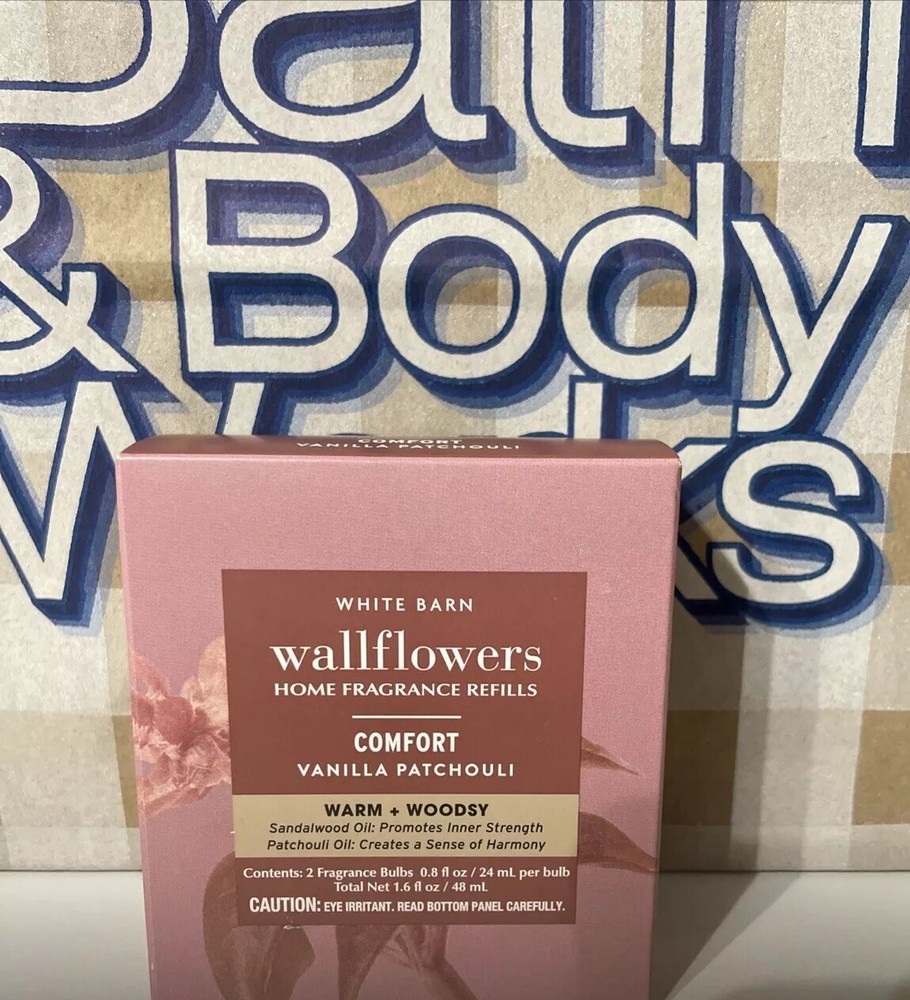 Bath
& Body
Works
COMFORT
VANILLA PATCHOULI
WHITE BARN
wallflowers
HOME FRAGRANCE REFILLS
COMFORT
VANILLA PATCHOULI
WARM + WOODSY
Sandalwood Oil: Promotes Inner Strength
Patchouli Oil: Creates a Sense of Harmony
Contents: 2 Fragrance Bulbs 0.8 fl oz / 24 mL per bulb
Total Net 1.6 fl oz / 48 mL
CAUTION: EYE IRRITANT. READ BOTTOM PANEL CAREFULLY.